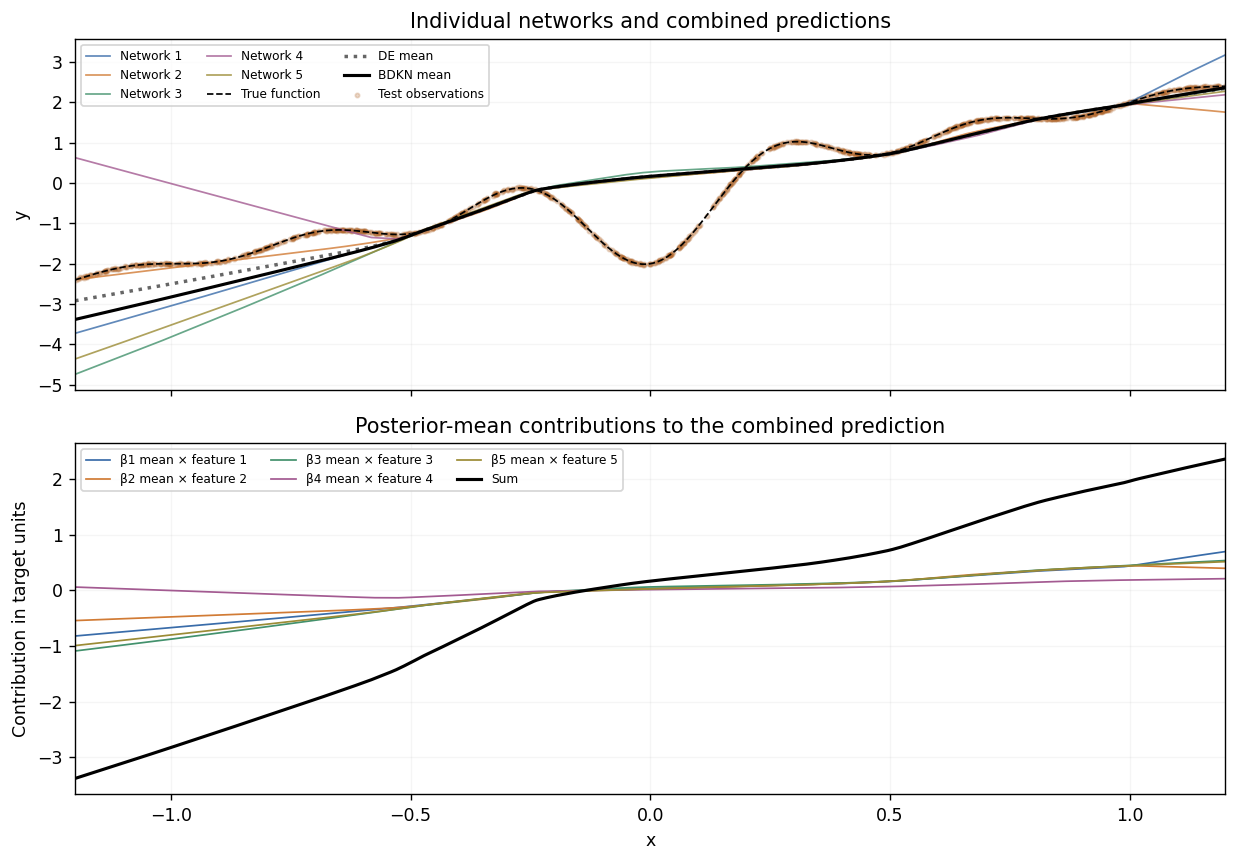 Individual networks and combined predictions
Network 1
Network 2
Network 3
Network 4
Network 5
True function
DE mean
BDKN mean
Test observations
y
3
2
1
0
−1
−2
−3
−4
−5
Posterior-mean contributions to the combined prediction
β1 mean × feature 1
β2 mean × feature 2
β3 mean × feature 3
β4 mean × feature 4
β5 mean × feature 5
Sum
Contribution in target units
2
1
0
−1
−2
−3
−1.0
−0.5
0.0
0.5
1.0
x